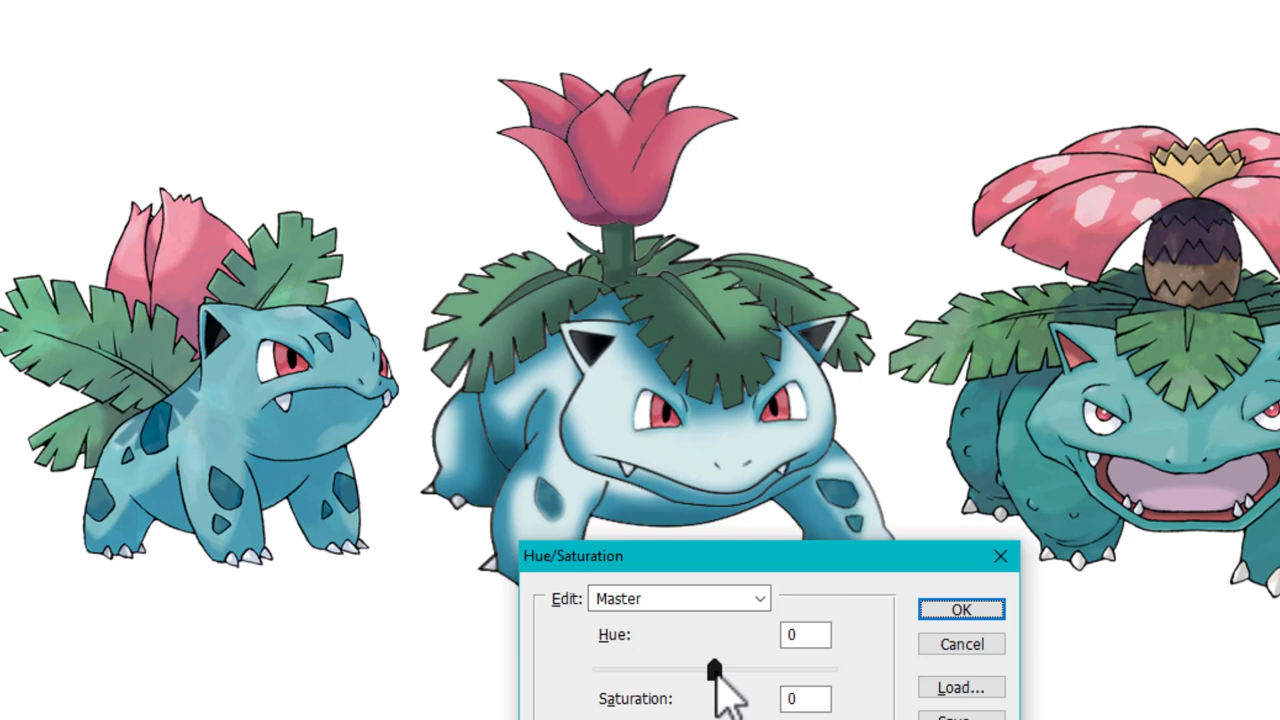 Hue/Saturation
Edit: Master
OK
Hue: 0
Cancel
Load...
Saturation: 0